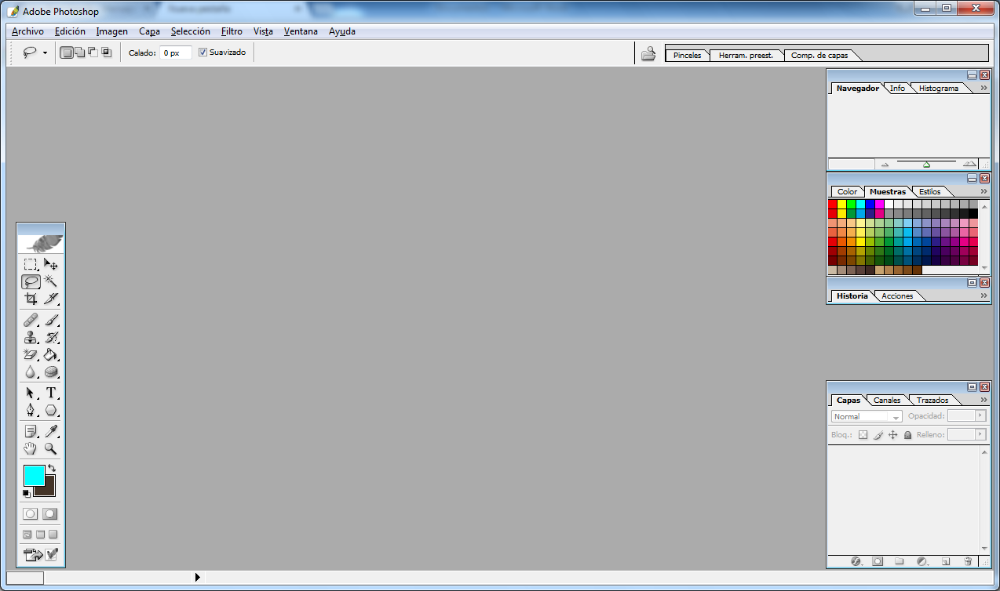 Adobe Photoshop
Archivo Edición Imagen Capa Selección Filtro Vista Ventana Ayuda
Calado: 0 px Suavizado Pinceles Herram. preest. Comp. de capas
Navegador Info Histograma
Color Muestras Estilos
Historia Acciones
T
Capas Canales Trazados
Normal Opacidad:
Bloq.: Relleno: